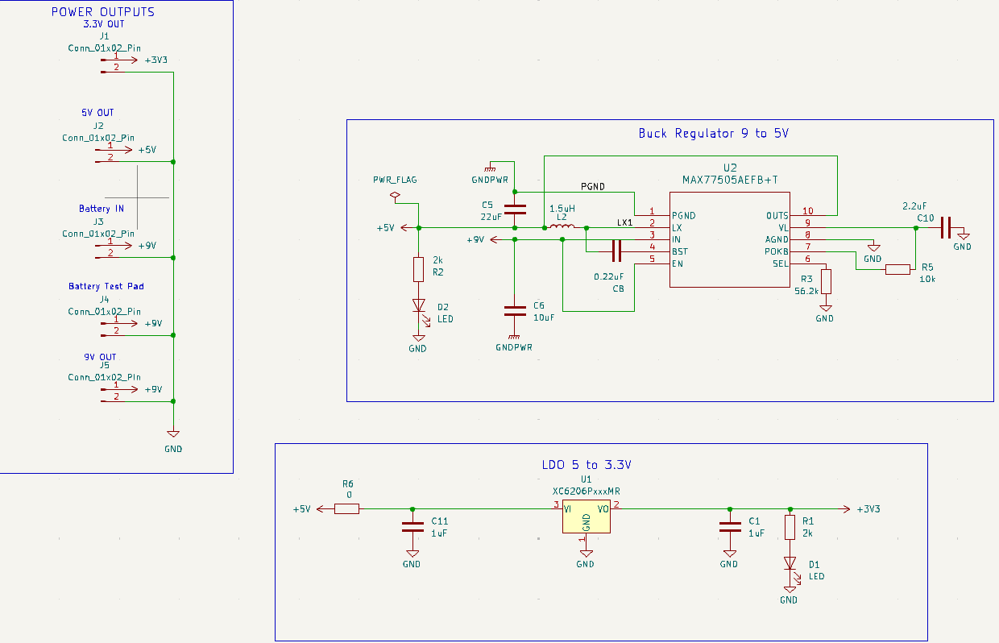 POWER OUTPUTS
3.3V OUT
J1
Conn_01x02_Pin
1
+3V3
2
5V OUT
J2
Conn_01x02_Pin
1
+5V
2
Battery IN
J3
Conn_01x02_Pin
1
+9V
2
Battery Test Pad
J4
Conn_01x02_Pin
1
+9V
2
9V OUT
J5
Conn_01x02_Pin
1
+9V
2
GND
Buck Regulator 9 to 5V
U2
MAX77505AEFB+T
PWR_FLAG
GNDPWR
PGND
C5
22uF
1.5uH
L2
LX1
+5V
+9V
1
PGND
2
LX
3
IN
4
BST
5
EN
OUTS
10
VL
9
AGND
8
POKB
7
SEL
6
2.2uF
C10
GND
GND
R5
10k
R3
56.2k
GND
0.22uF
CB
2k
R2
D2
LED
GND
C6
10uF
GNDPWR
LDO 5 to 3.3V
U1
XC6206PxxxMR
R6
0
+5V
3
VI
VO
2
GND
1
GND
C11
1uF
GND
C1
1uF
GND
R1
2k
+3V3
D1
LED
GND